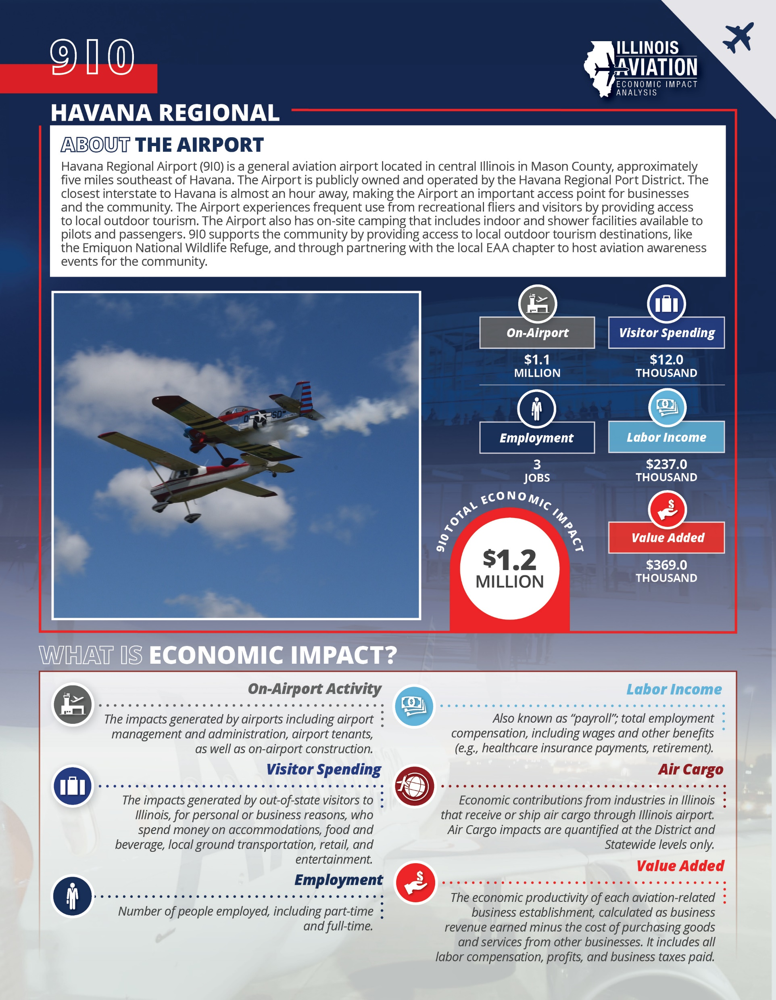 9I0
ILLINOIS
AVIATION
ECONOMIC IMPACT
ANALYSIS
HAVANA REGIONAL
ABOUT THE AIRPORT
Havana Regional Airport (9I0) is a general aviation airport located in central Illinois in Mason County, approximately
five miles southeast of Havana. The Airport is publicly owned and operated by the Havana Regional Port District. The
closest interstate to Havana is almost an hour away, making the Airport an important access point for businesses
and the community. The Airport experiences frequent use from recreational fliers and visitors by providing access
to local outdoor tourism. The Airport also has on-site camping that includes indoor and shower facilities available to
pilots and passengers. 9I0 supports the community by providing access to local outdoor tourism destinations, like
the Emiquon National Wildlife Refuge, and through partnering with the local EAA chapter to host aviation awareness
events for the community.
D SD
On-Airport
$1.1
MILLION
Visitor Spending
$12.0
THOUSAND
Employment
3
JOBS
Labor Income
$237.0
THOUSAND
9I0 TOTAL ECONOMIC IMPACT
$1.2
MILLION
Value Added
$369.0
THOUSAND
WHAT IS ECONOMIC IMPACT?
On-Airport Activity
The impacts generated by airports including airport
management and administration, airport tenants,
as well as on-airport construction.
Visitor Spending
The impacts generated by out-of-state visitors to
Illinois, for personal or business reasons, who
spend money on accommodations, food and
beverage, local ground transportation, retail, and
entertainment.
Employment
Number of people employed, including part-time
and full-time.
Labor Income
Also known as “payroll”; total employment
compensation, including wages and other benefits
(e.g., healthcare insurance payments, retirement).
Air Cargo
Economic contributions from industries in Illinois
that receive or ship air cargo through Illinois airport.
Air Cargo impacts are quantified at the District and
Statewide levels only.
Value Added
The economic productivity of each aviation-related
business establishment, calculated as business
revenue earned minus the cost of purchasing goods
and services from other businesses. It includes all
labor compensation, profits, and business taxes paid.